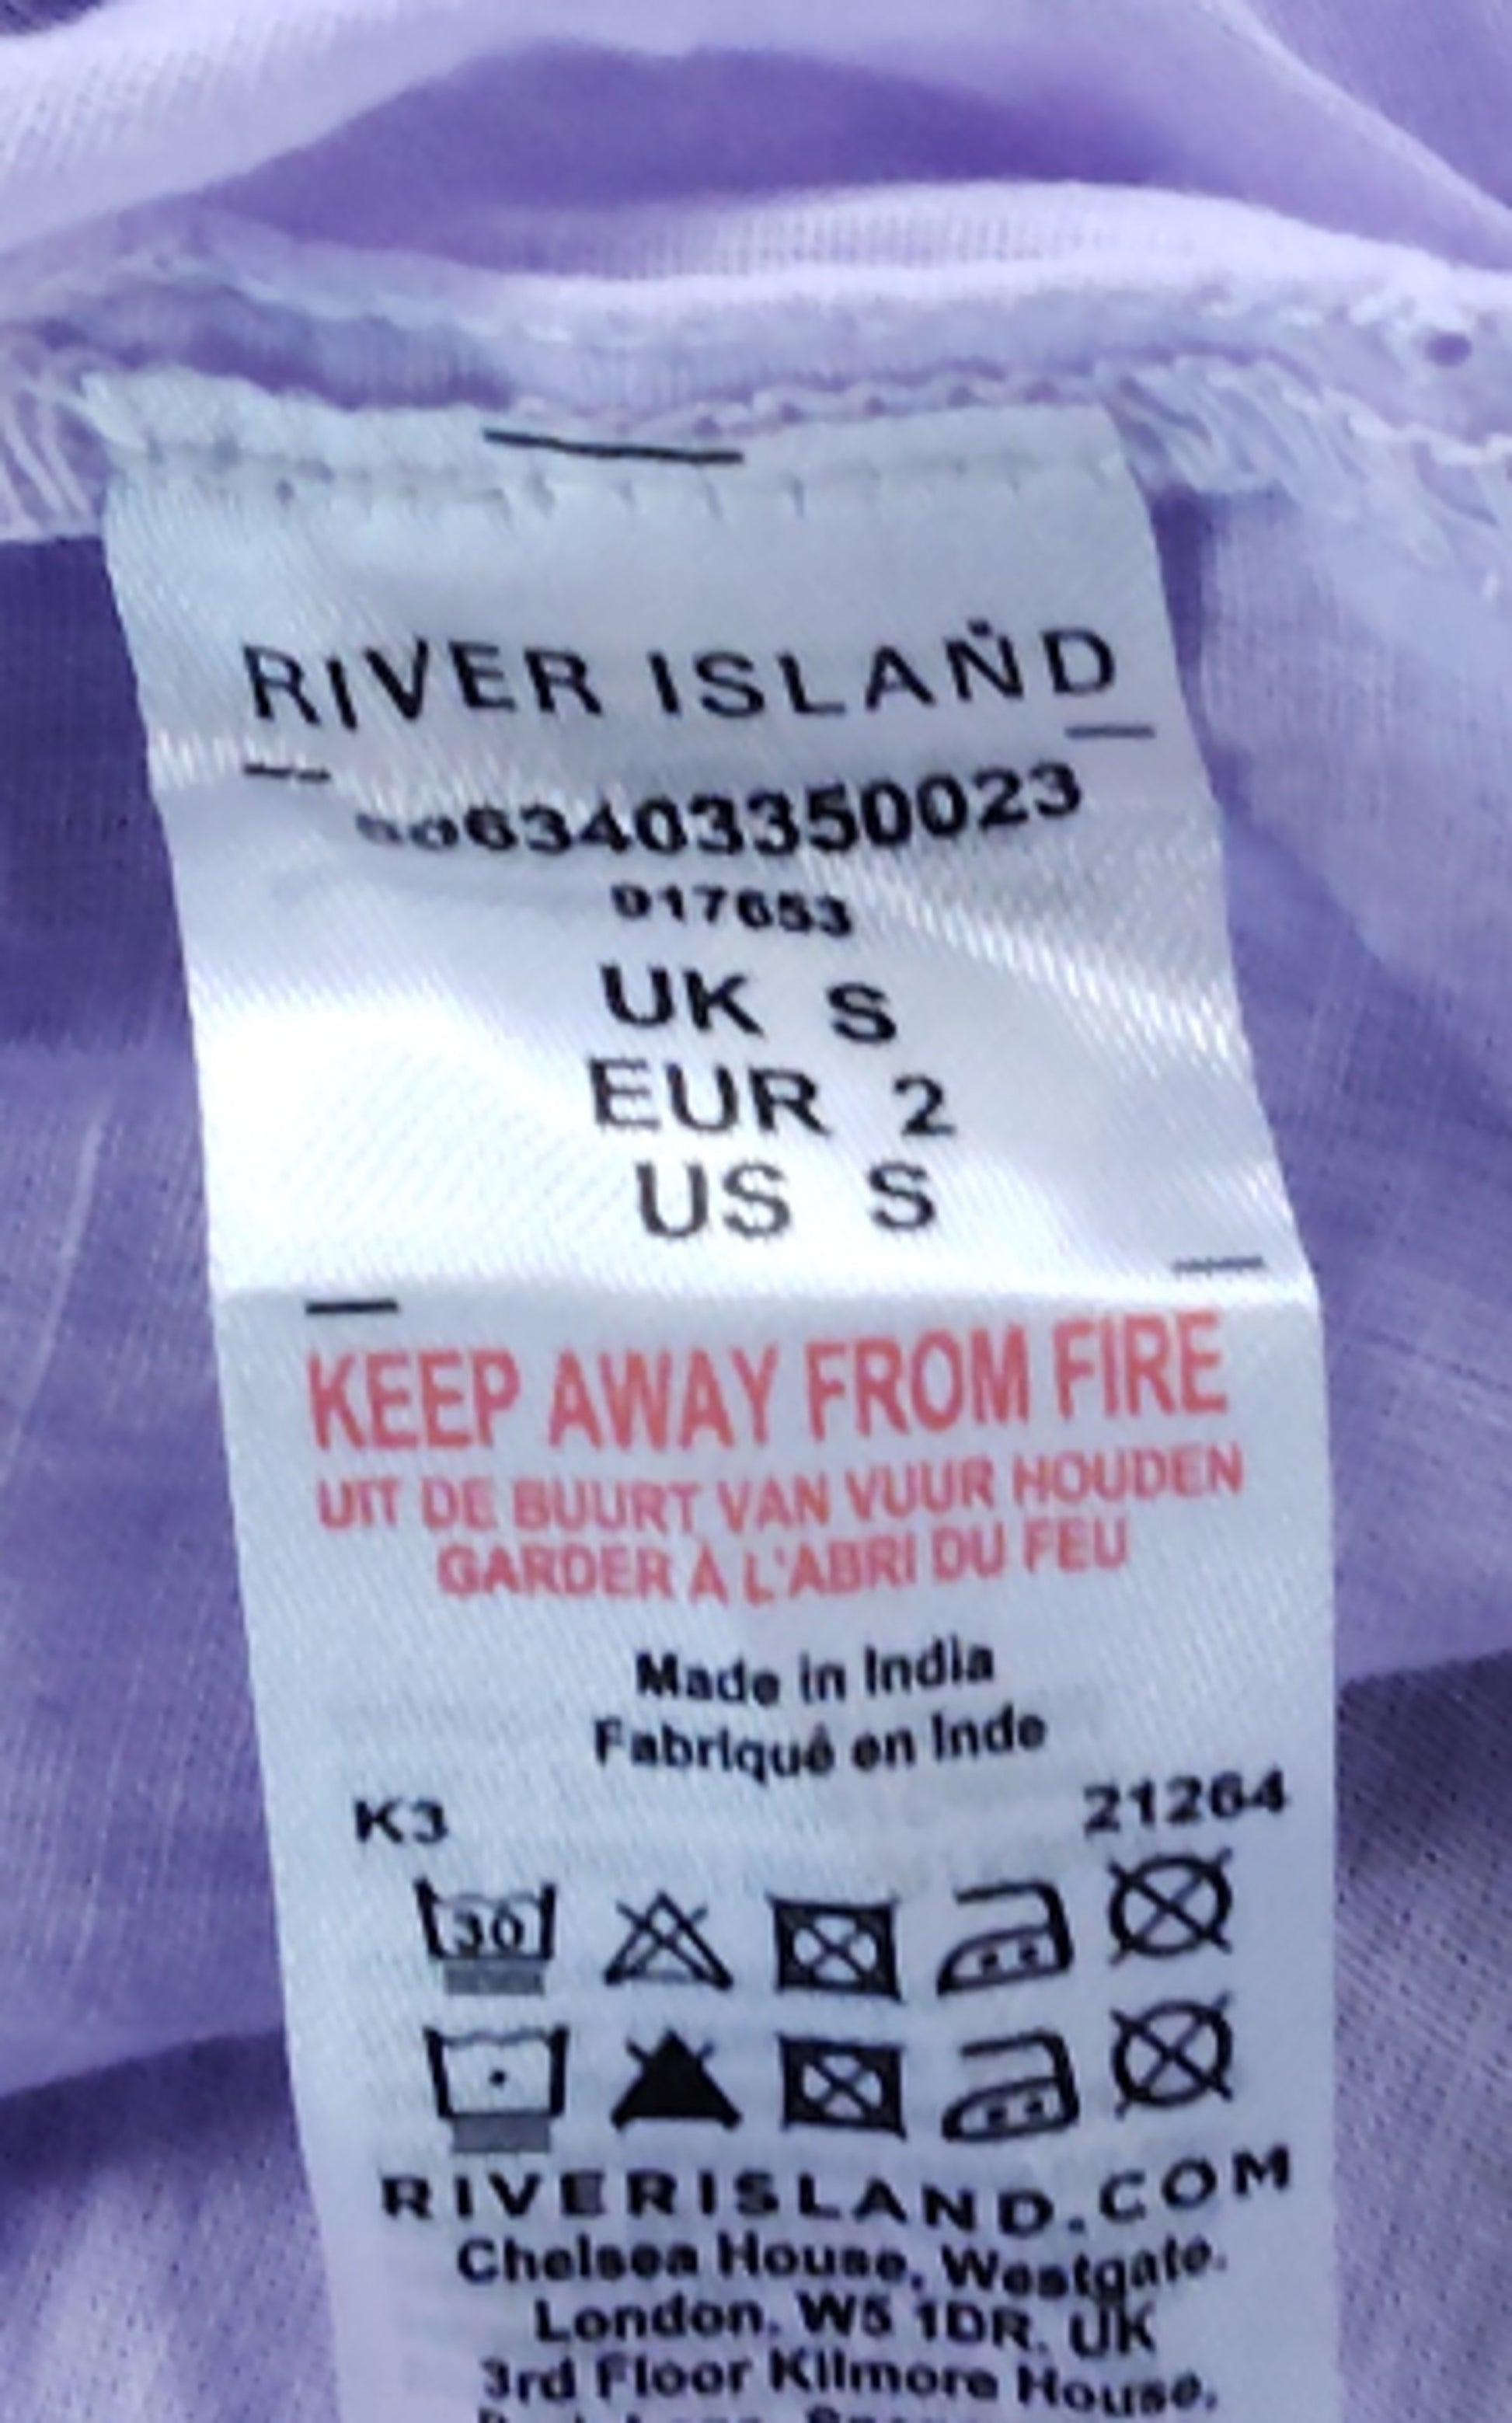 RIVER ISLAND
63403350023
917653
UK S
EUR 2
US S
KEEP AWAY FROM FIRE
UIT DE BUURT VAN VUUR HOUDEN
GARDER À L'ABRI DU FEU
Made in India
Fabriqué en Inde
K3 21264
30
RIVERISLAND.COM
Chelsea House, Westgate,
London, W5 1DR, UK
3rd Floor Kilmore House,